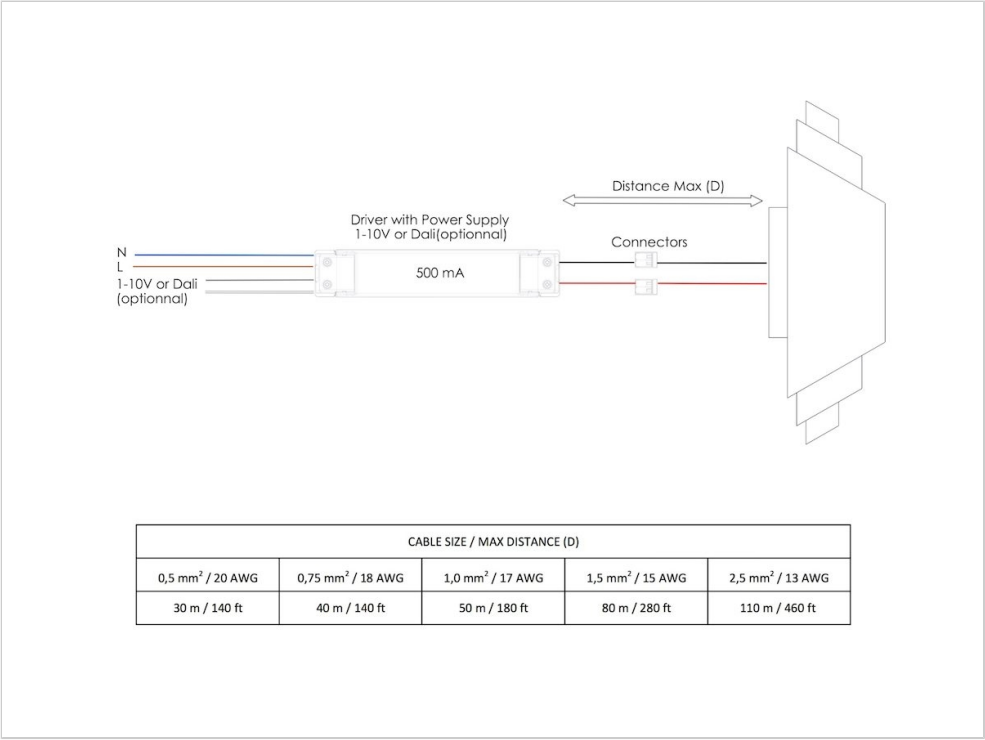 Distance Max (D)
Driver with Power Supply
1-10V or Dali(optionnal)
Connectors
N
L
500 mA
1-10V or Dali
(optionnal)
CABLE SIZE / MAX DISTANCE (D)
0,5 mm² / 20 AWG 0,75 mm² / 18 AWG 1,0 mm² / 17 AWG 1,5 mm² / 15 AWG 2,5 mm² / 13 AWG
30 m / 140 ft 40 m / 140 ft 50 m / 180 ft 80 m / 280 ft 110 m / 460 ft